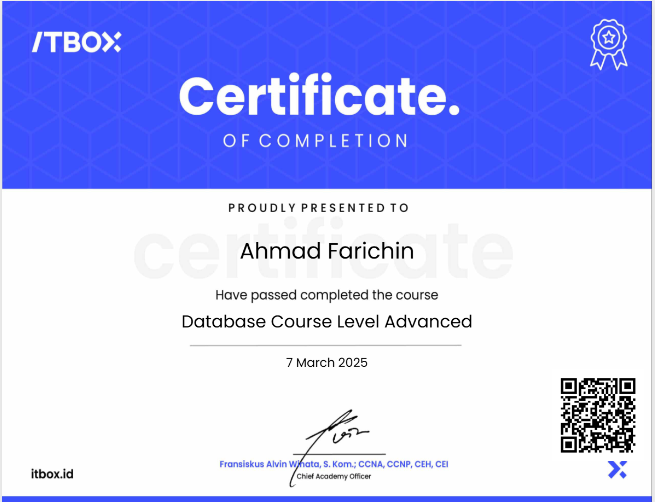 ITBOX
Certificate.
OF COMPLETION
PROUDLY PRESENTED TO
certificate
Ahmad Farichin
Have passed completed the course
Database Course Level Advanced
7 March 2025
Fransiskus Alvin Winata, S. Kom.; CCNA, CCNP, CEH, CEI
Chief Academy Officer
itbox.id